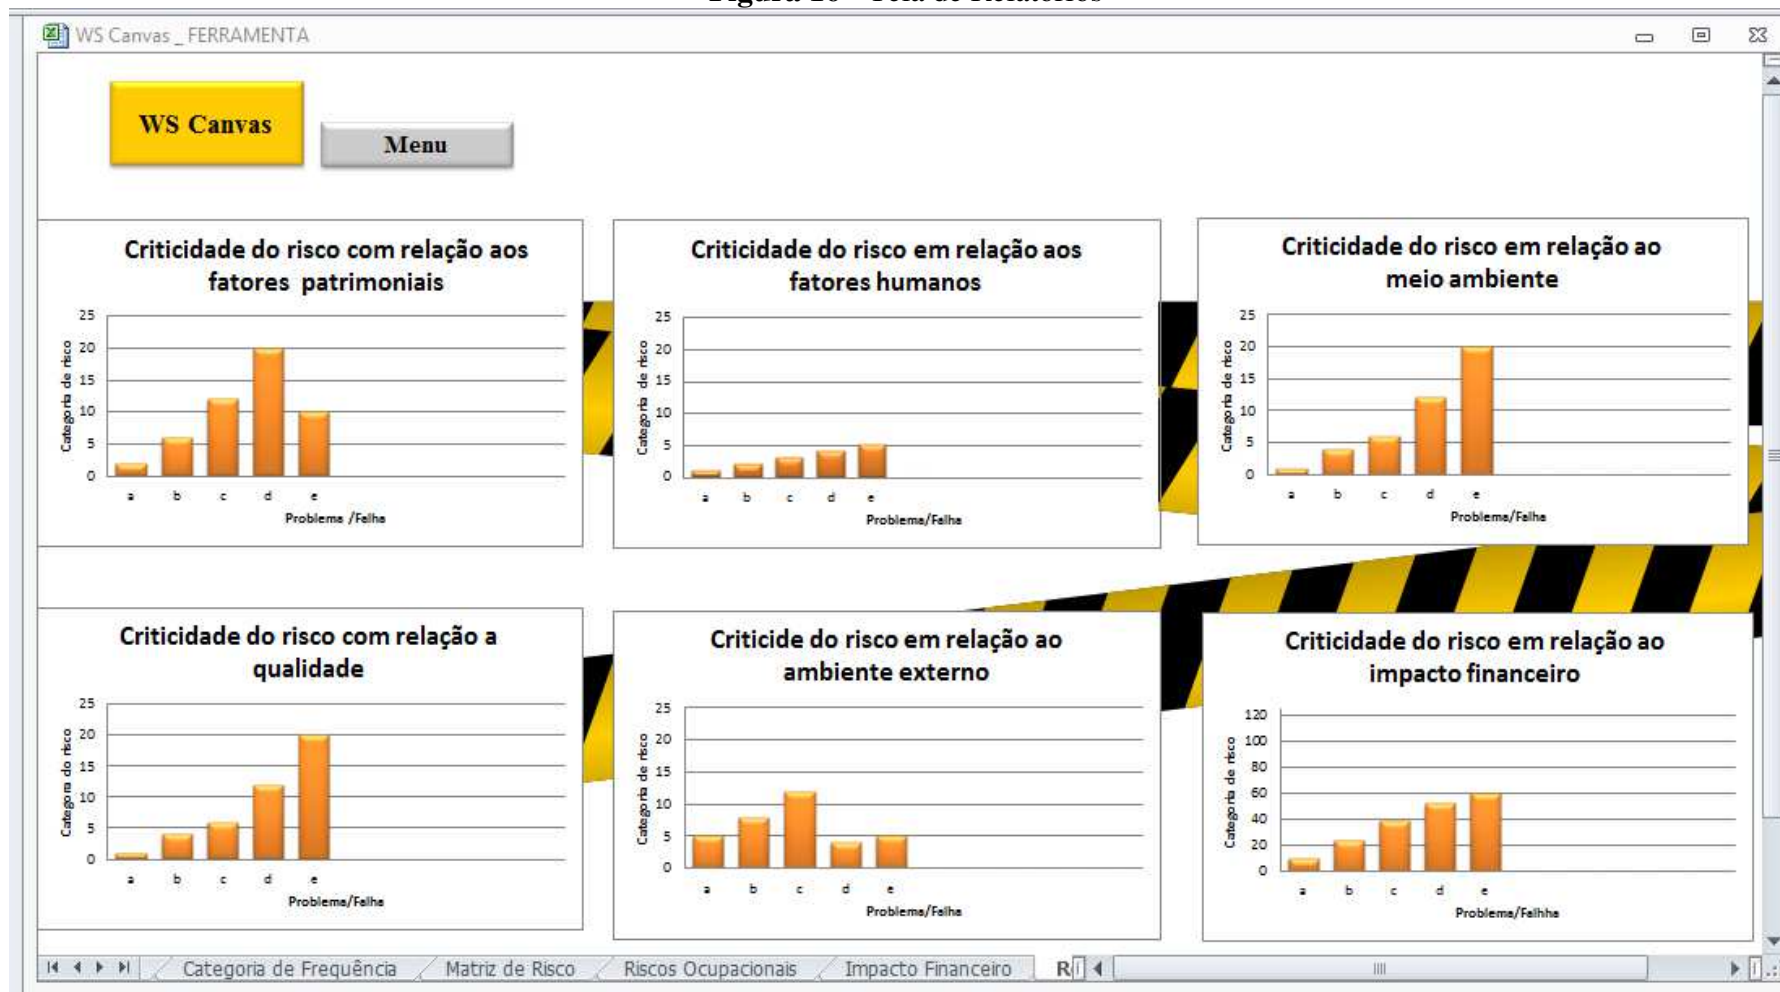 Figura 16 - Tela de Relatórios
WS Canvas _ FERRAMENTA
WS Canvas
Menu
Criticidade do risco com relação aos
fatores patrimoniais
25
20
15
10
5
0
Categoria de risco
a b c d e
Problema /Falha
Criticidade do risco em relação aos
fatores humanos
25
20
15
10
5
0
Categoria de risco
a b c d e
Problema/Falha
Criticidade do risco em relação ao
meio ambiente
25
20
15
10
5
0
Categoria de risco
a b c d e
Problema/Falha
Criticidade do risco com relação a
qualidade
25
20
15
10
5
0
Categora do risco
a b c d e
Problema/Falha
Criticide do risco em relação ao
ambiente externo
25
20
15
10
5
0
Categoria de risco
a b c d e
Problema/Falha
Criticidade do risco em relação ao
impacto financeiro
120
100
80
60
40
20
0
Categoria de risco
a b c d e
Problema/Falhha
Categoria de Frequência Matriz de Risco Riscos Ocupacionais Impacto Financeiro R